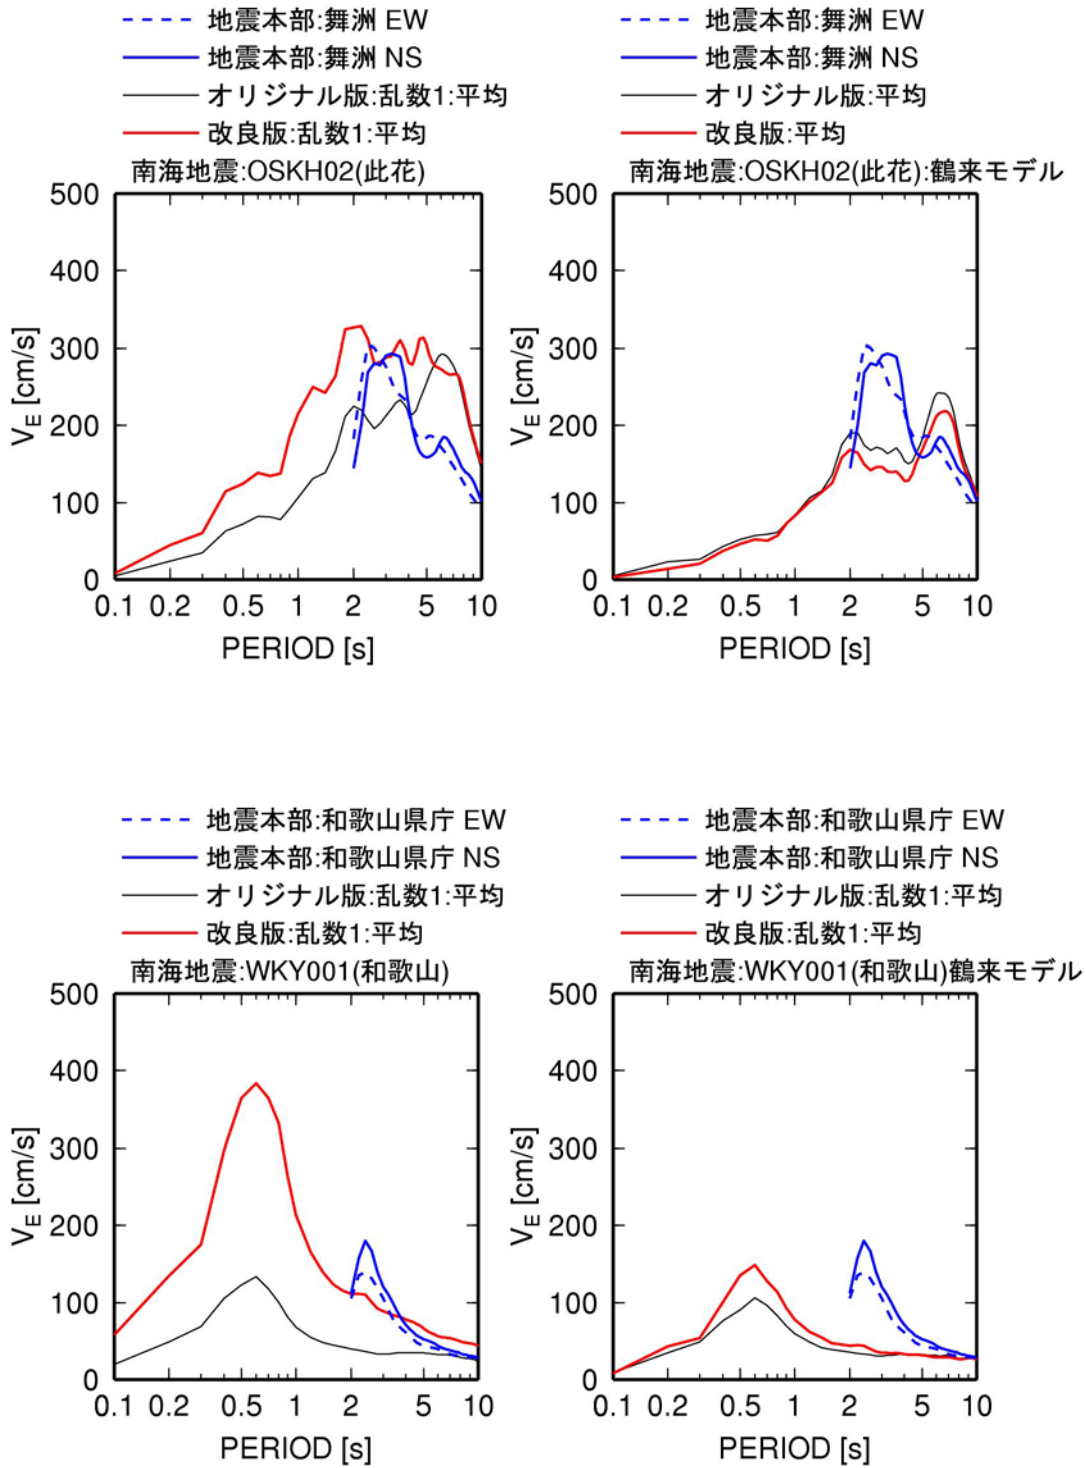 地震本部:舞洲 EW
地震本部:舞洲 NS
オリジナル版:乱数1:平均
改良版:乱数1:平均
南海地震:OSKH02(此花)
500
400
300
200
100
0
V_E [cm/s]
0.1 0.2 0.5 1 2 5 10
PERIOD [s]
地震本部:舞洲 EW
地震本部:舞洲 NS
オリジナル版:平均
改良版:平均
南海地震:OSKH02(此花):鶴来モデル
500
400
300
200
100
0
V_E [cm/s]
0.1 0.2 0.5 1 2 5 10
PERIOD [s]
地震本部:和歌山県庁 EW
地震本部:和歌山県庁 NS
オリジナル版:乱数1:平均
改良版:乱数1:平均
南海地震:WKY001(和歌山)
500
400
300
200
100
0
V_E [cm/s]
0.1 0.2 0.5 1 2 5 10
PERIOD [s]
地震本部:和歌山県庁 EW
地震本部:和歌山県庁 NS
オリジナル版:乱数1:平均
改良版:乱数1:平均
南海地震:WKY001(和歌山)鶴来モデル
500
400
300
200
100
0
V_E [cm/s]
0.1 0.2 0.5 1 2 5 10
PERIOD [s]